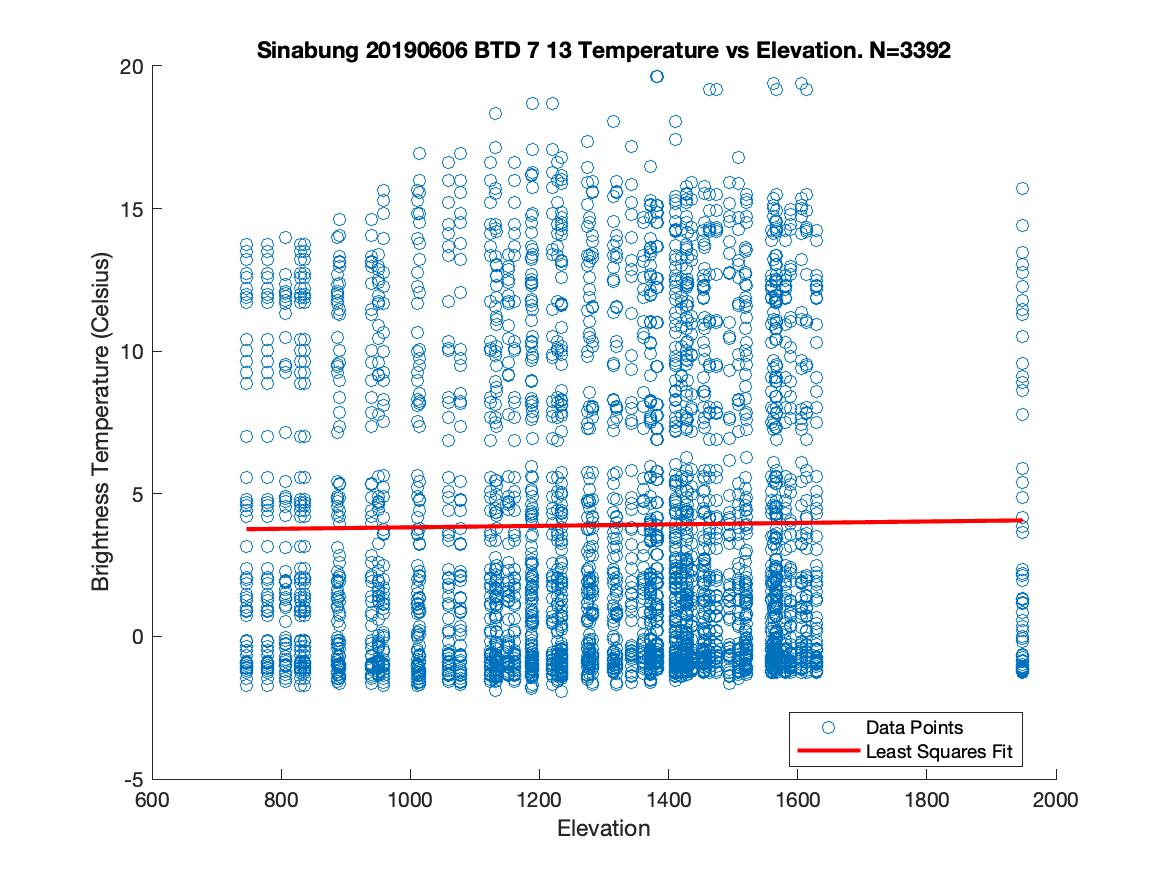 Sinabung 20190606 BTD 7 13 Temperature vs Elevation. N=3392
Brightness Temperature (Celsius)
20
15
10
5
0
-5
Data Points
Least Squares Fit
600 800 1000 1200 1400 1600 1800 2000
Elevation